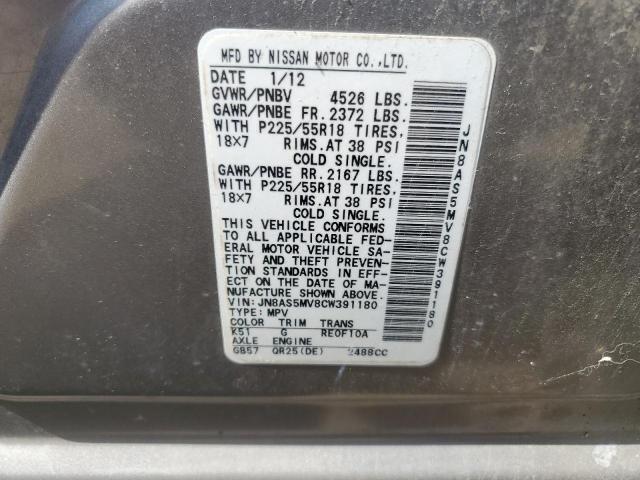 MFD BY NISSAN MOTOR CO.,LTD.
DATE 1/12
GVWR/PNBV 4526 LBS.
GAWR/PNBE FR. 2372 LBS.
WITH P225/55R18 TIRES,
18X7 RIMS.AT 38 PSI
COLD SINGLE.
GAWR/PNBE RR. 2167 LBS.
WITH P225/55R18 TIRES,
18X7 RIMS.AT 38 PSI
COLD SINGLE.
THIS VEHICLE CONFORMS
TO ALL APPLICABLE FED-
ERAL MOTOR VEHICLE SA-
FETY AND THEFT PREVEN-
TION STANDARDS IN EFF-
ECT ON THE DATE OF MA-
NUFACTURE SHOWN ABOVE.
VIN: JN8AS5MV8CW391180
TYPE: MPV
COLOR TRIM TRANS
K51 G RE0F10A
AXLE ENGINE
GB57 QR25(DE) 2488CC
JN8AS5MV8CW391180